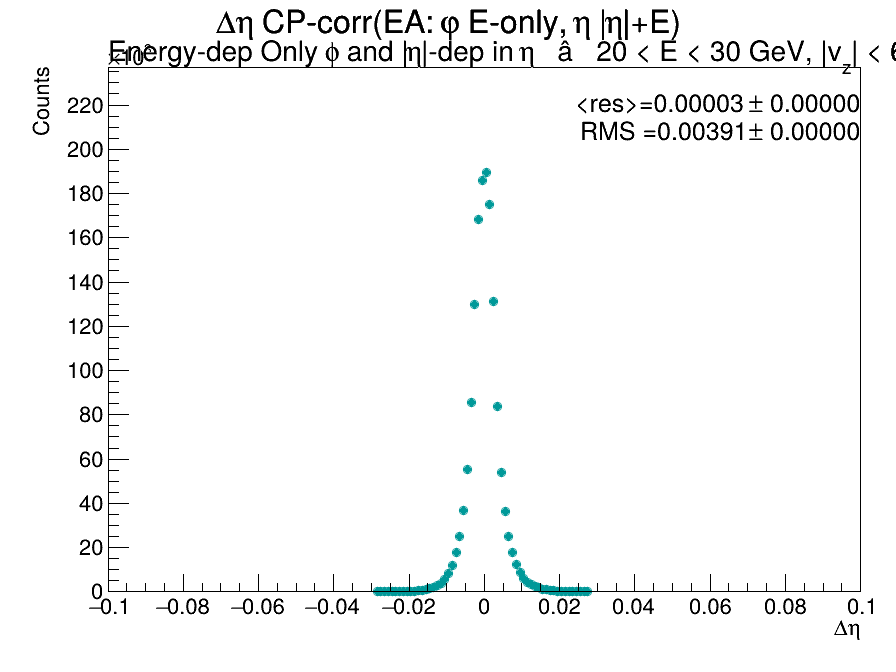 Δη CP-corr(EA: φ E-only, η |η|+E)
Energy-dep Only ϕ and |η|-dep in η â 20 < E < 30 GeV, |v_z| < 6
Counts
<res>=0.00003 ± 0.00000
RMS =0.00391 ± 0.00000
220
200
180
160
140
120
100
80
60
40
20
0
−0.1 −0.08 −0.06 −0.04 −0.02 0 0.02 0.04 0.06 0.08 0.1
Δη